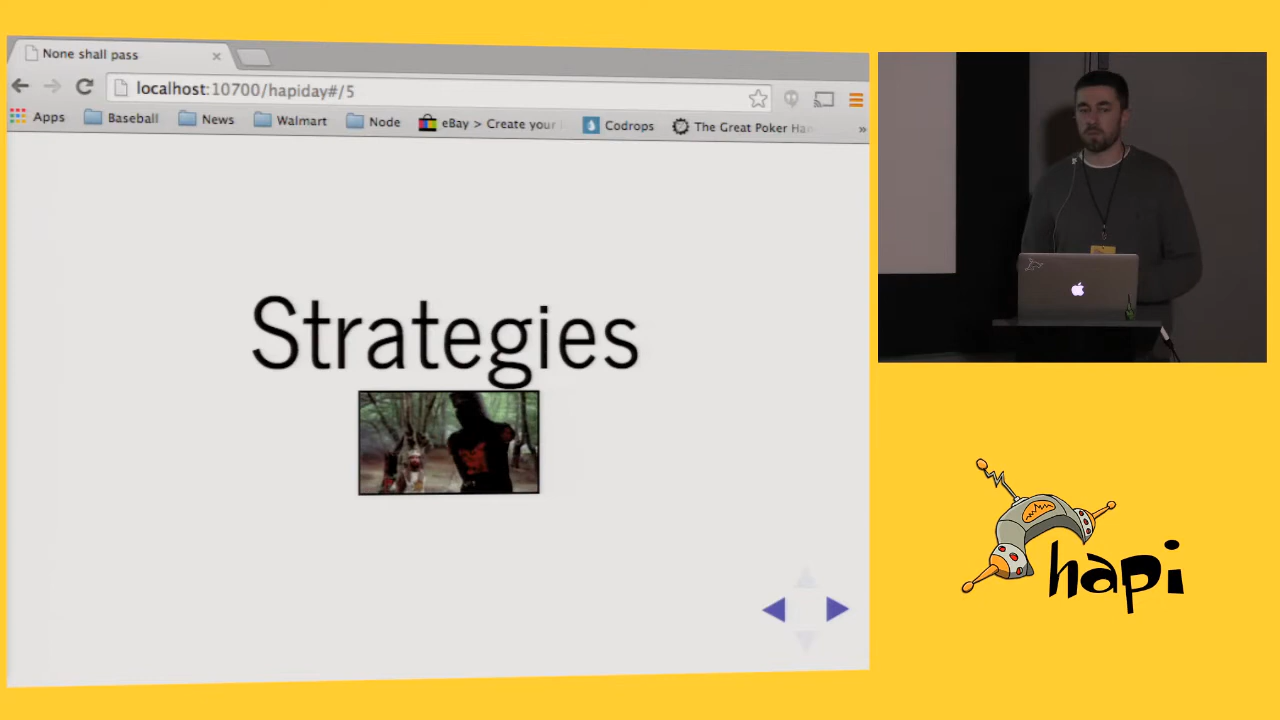 None shall pass
localhost:10700/hapiday#/5
Apps Baseball News Walmart Node eBay > Create your Codrops The Great Poker »
Strategies
hapi